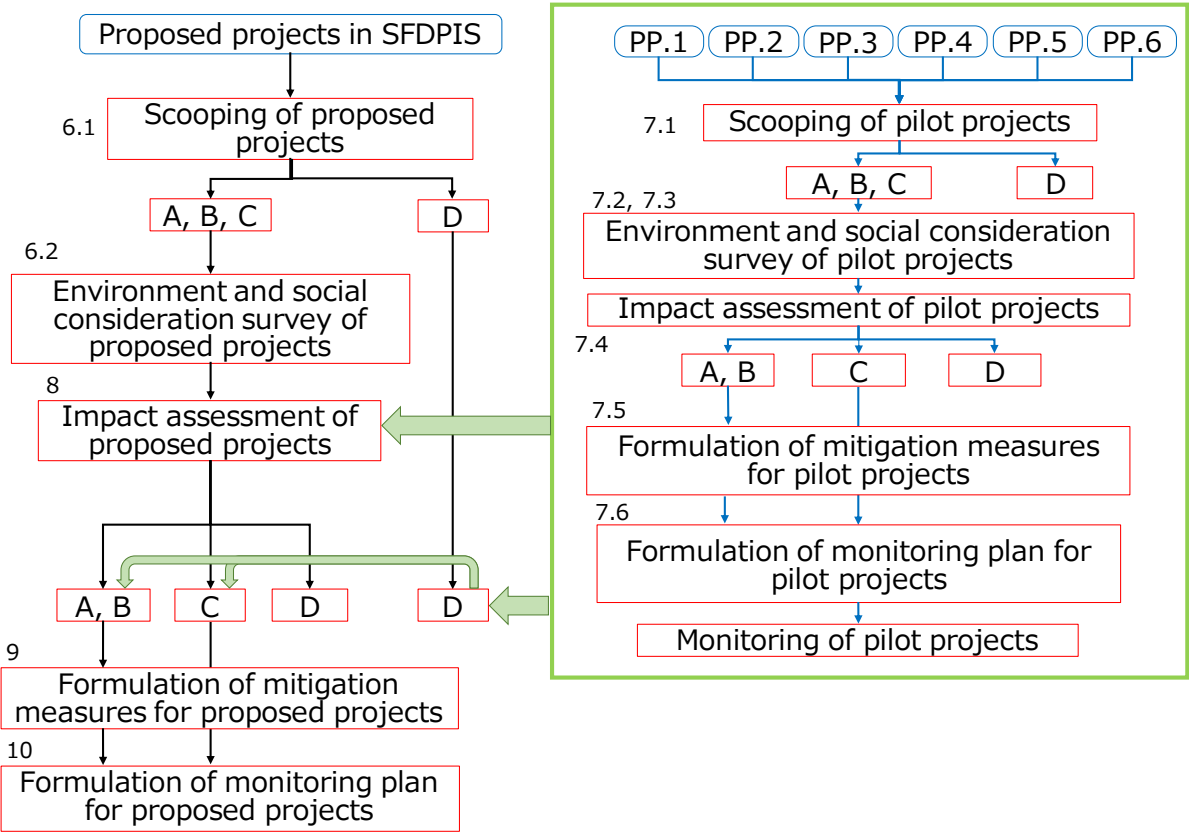 Proposed projects in SFDPIS
6.1
Scooping of proposed
projects
A, B, C
D
6.2
Environment and social
consideration survey of
proposed projects
8
Impact assessment of
proposed projects
A, B
C
D
D
9
Formulation of mitigation
measures for proposed projects
10
Formulation of monitoring plan
for proposed projects
PP.1
PP.2
PP.3
PP.4
PP.5
PP.6
7.1
Scooping of pilot projects
A, B, C
D
7.2, 7.3
Environment and social consideration
survey of pilot projects
Impact assessment of pilot projects
7.4
A, B
C
D
7.5
Formulation of mitigation measures
for pilot projects
7.6
Formulation of monitoring plan for
pilot projects
Monitoring of pilot projects